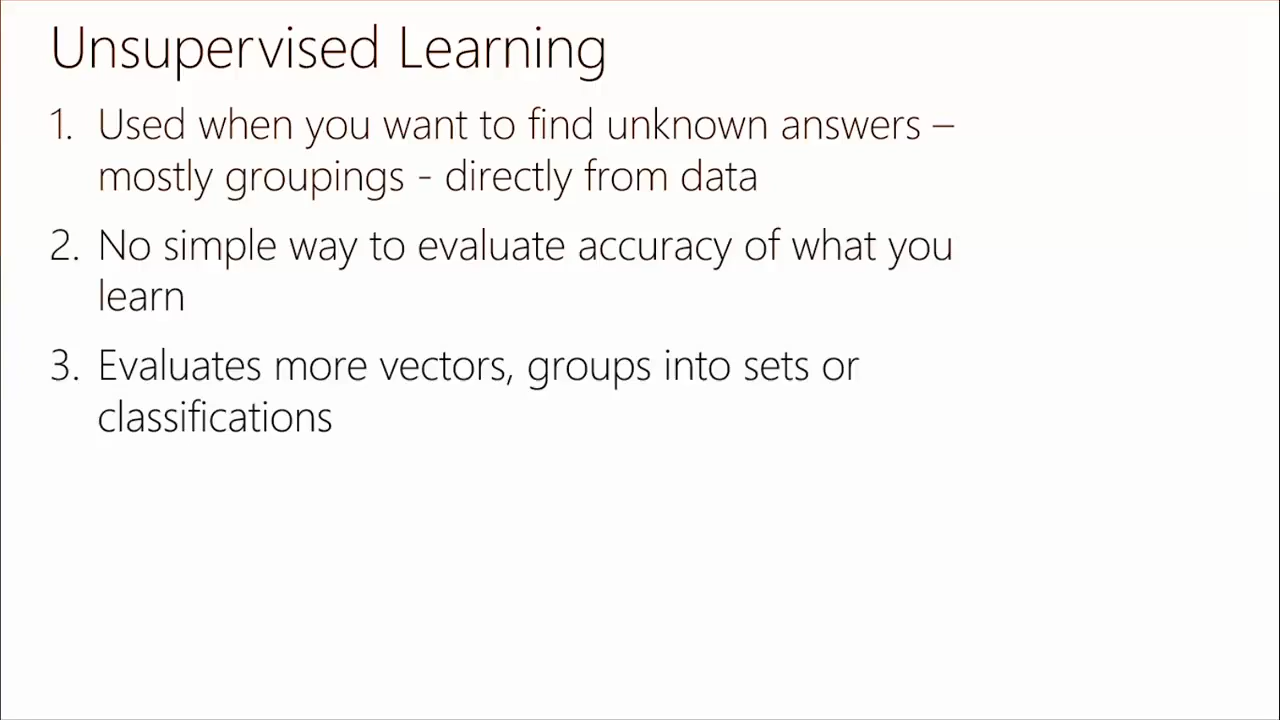 Unsupervised Learning
1. Used when you want to find unknown answers –
mostly groupings - directly from data
2. No simple way to evaluate accuracy of what you
learn
3. Evaluates more vectors, groups into sets or
classifications